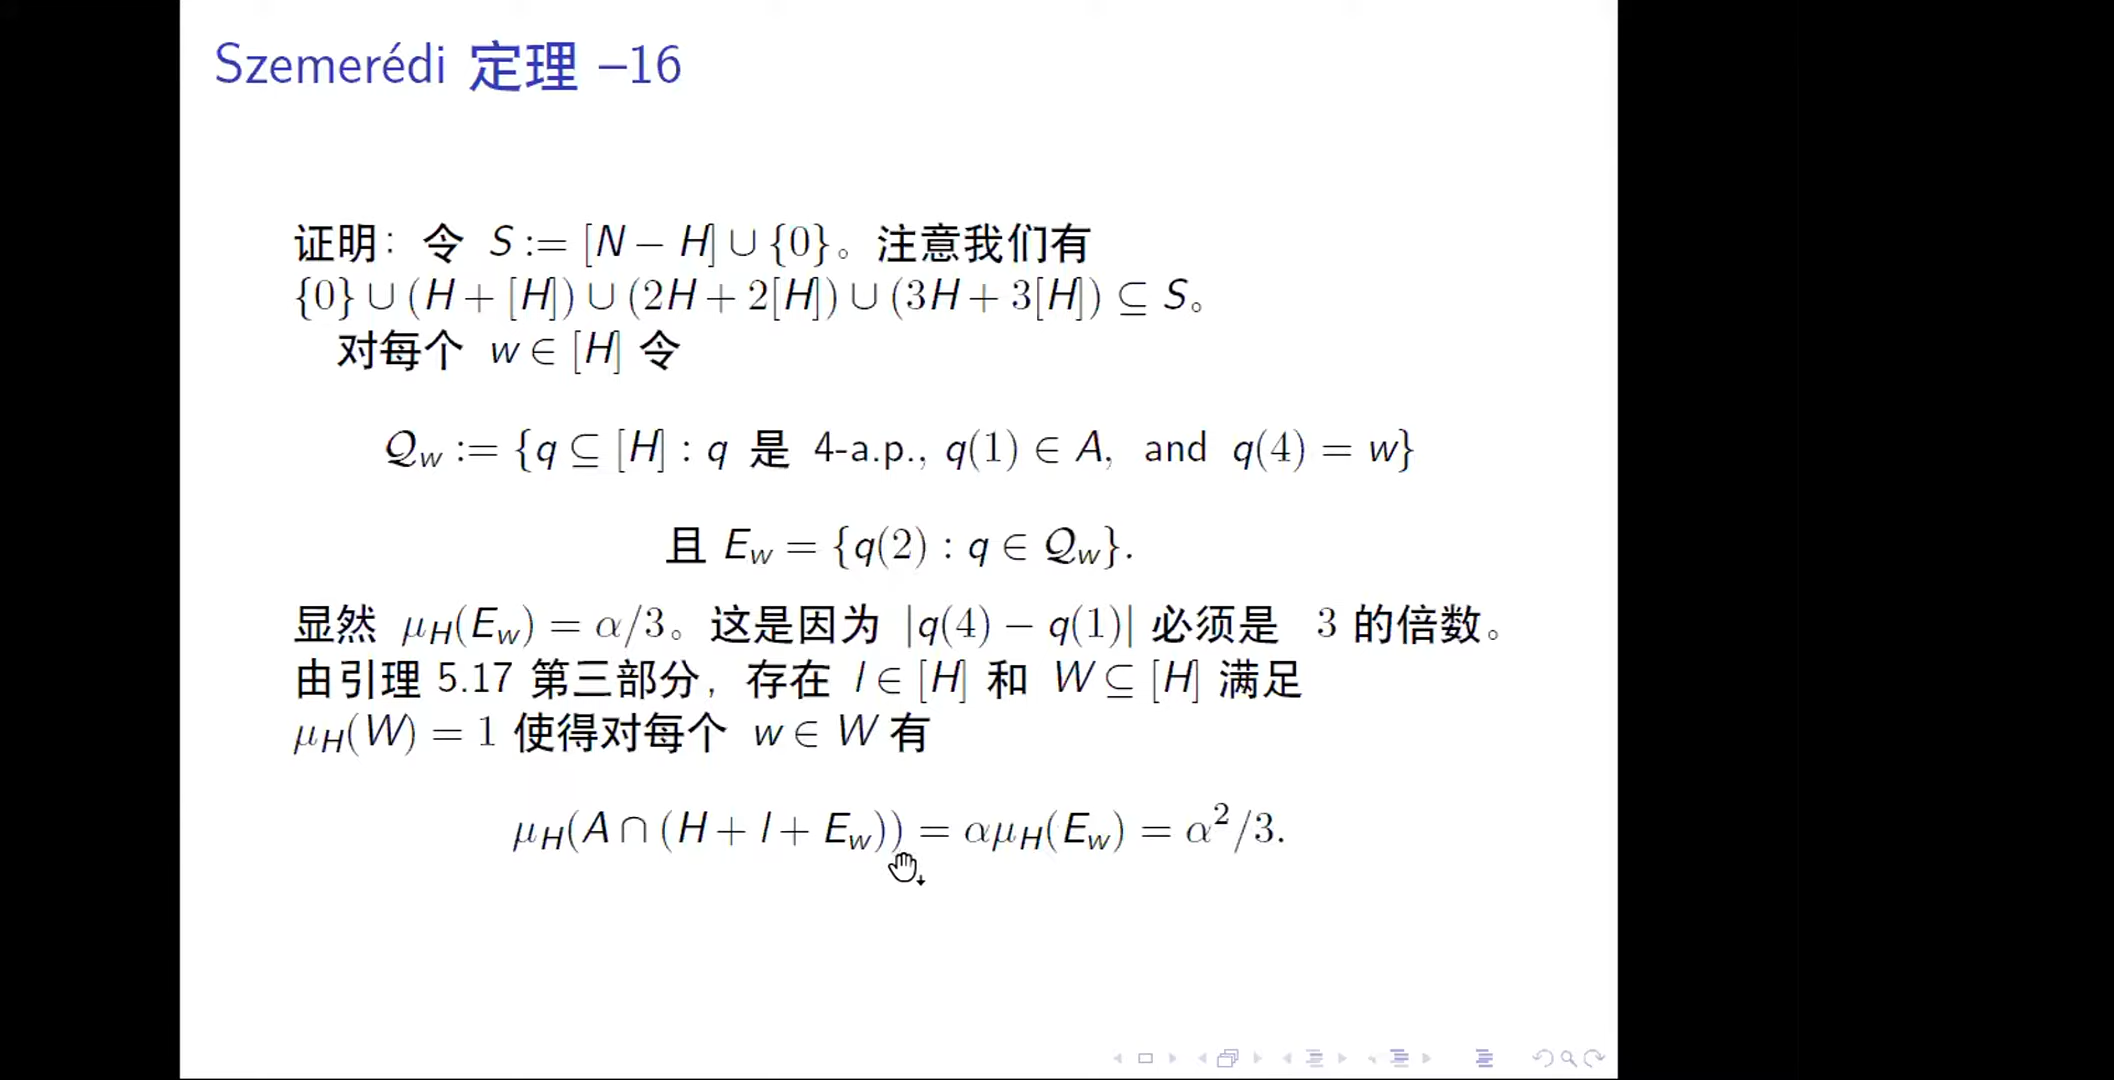 Szemerédi 定理 –16
证明：令 S := [N − H] ∪ {0}。注意我们有
{0} ∪ (H + [H]) ∪ (2H + 2[H]) ∪ (3H + 3[H]) ⊆ S。
对每个 w ∈ [H] 令
𝒬_w := {q ⊆ [H] : q 是 4-a.p., q(1) ∈ A, and q(4) = w}
且 E_w = {q(2) : q ∈ 𝒬_w}.
显然 μ_H(E_w) = α/3。这是因为 |q(4) − q(1)| 必须是 3 的倍数。
由引理 5.17 第三部分，存在 l ∈ [H] 和 W ⊆ [H] 满足
μ_H(W) = 1 使得对每个 w ∈ W 有
μ_H(A ∩ (H + l + E_w)) = αμ_H(E_w) = α²/3.